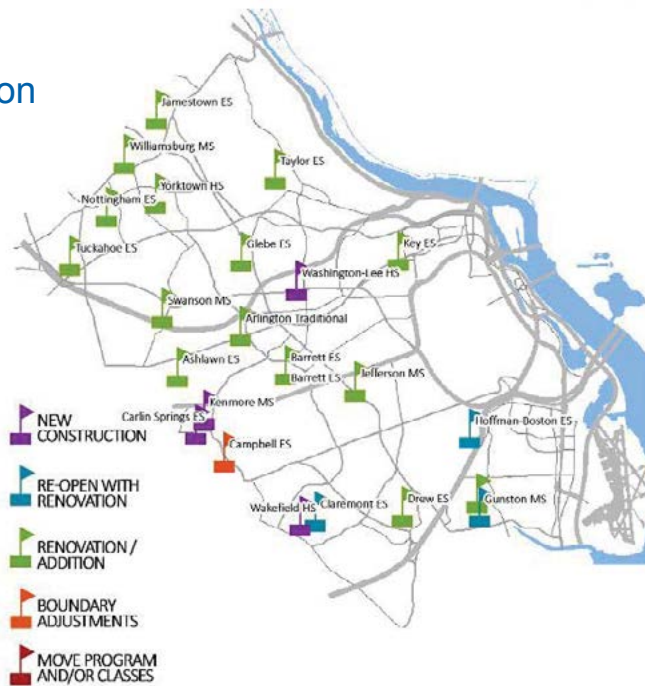 on
Jamestown ES
Williamsburg MS
Taylor ES
Yorktown HS
Nottingham ES
Tuckahoe ES
Glebe ES
Key ES
Washington-Lee HS
Swanson MS
Arlington Traditional
Ashlawn ES
Barrett ES
Barrett ES
Jefferson MS
Kenmore MS
Carlin Springs ES
Campbell ES
Hoffman-Boston ES
Wakefield HS
Claremont ES
Drew ES
Gunston MS
NEW
CONSTRUCTION
RE-OPEN WITH
RENOVATION
RENOVATION /
ADDITION
BOUNDARY
ADJUSTMENTS
MOVE PROGRAM
AND/OR CLASSES